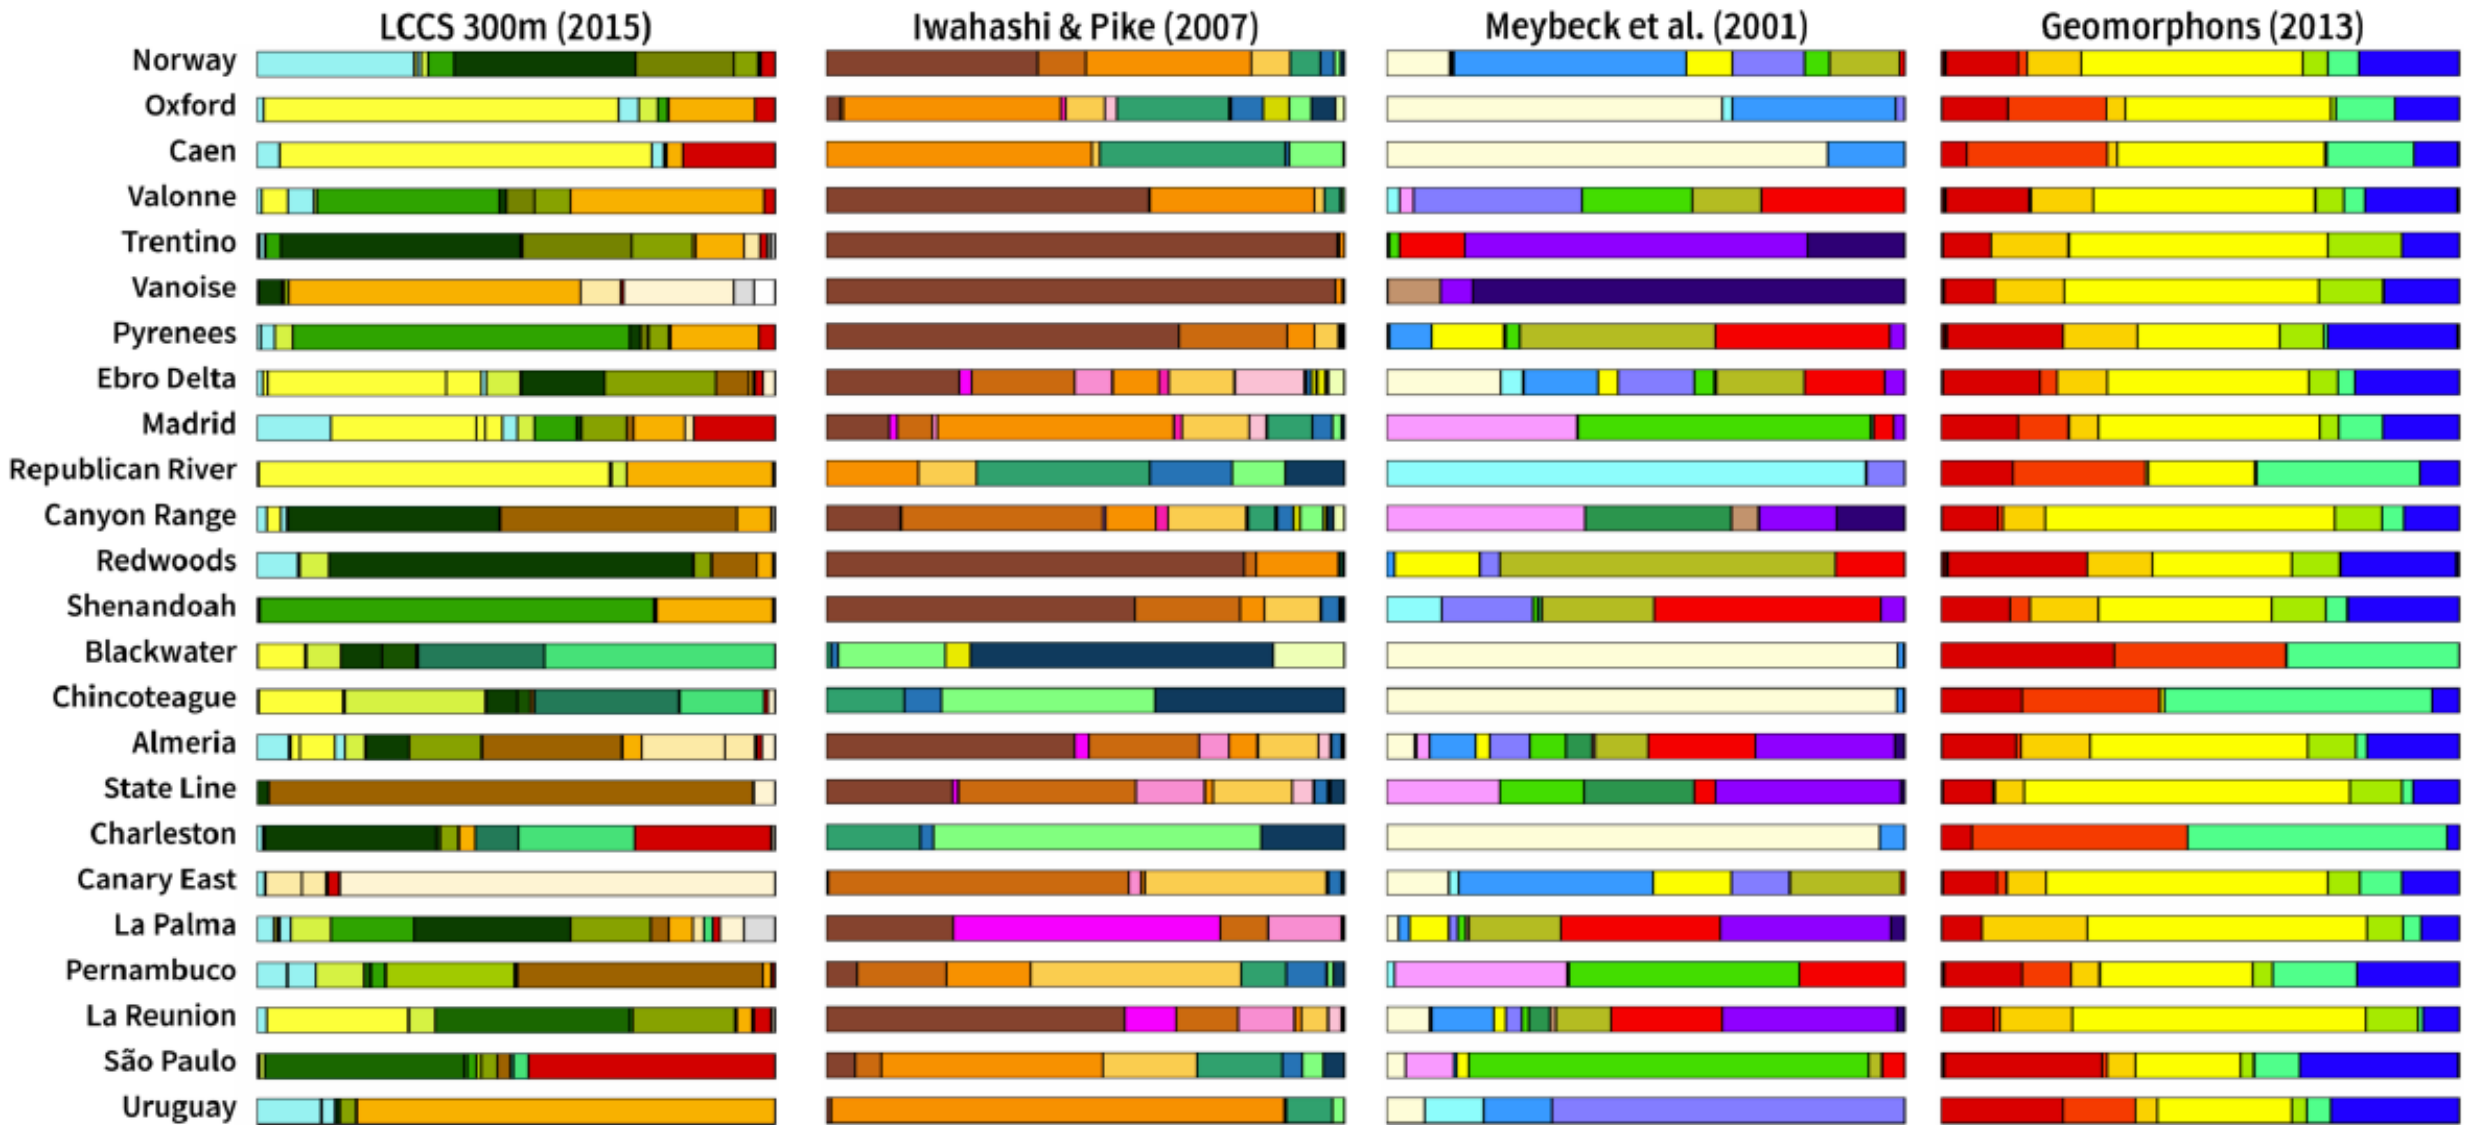 LCCS 300m (2015) Iwahashi & Pike (2007) Meybeck et al. (2001) Geomorphons (2013)
Norway
Oxford
Caen
Valonne
Trentino
Vanoise
Pyrenees
Ebro Delta
Madrid
Republican River
Canyon Range
Redwoods
Shenandoah
Blackwater
Chincoteague
Almeria
State Line
Charleston
Canary East
La Palma
Pernambuco
La Reunion
São Paulo
Uruguay